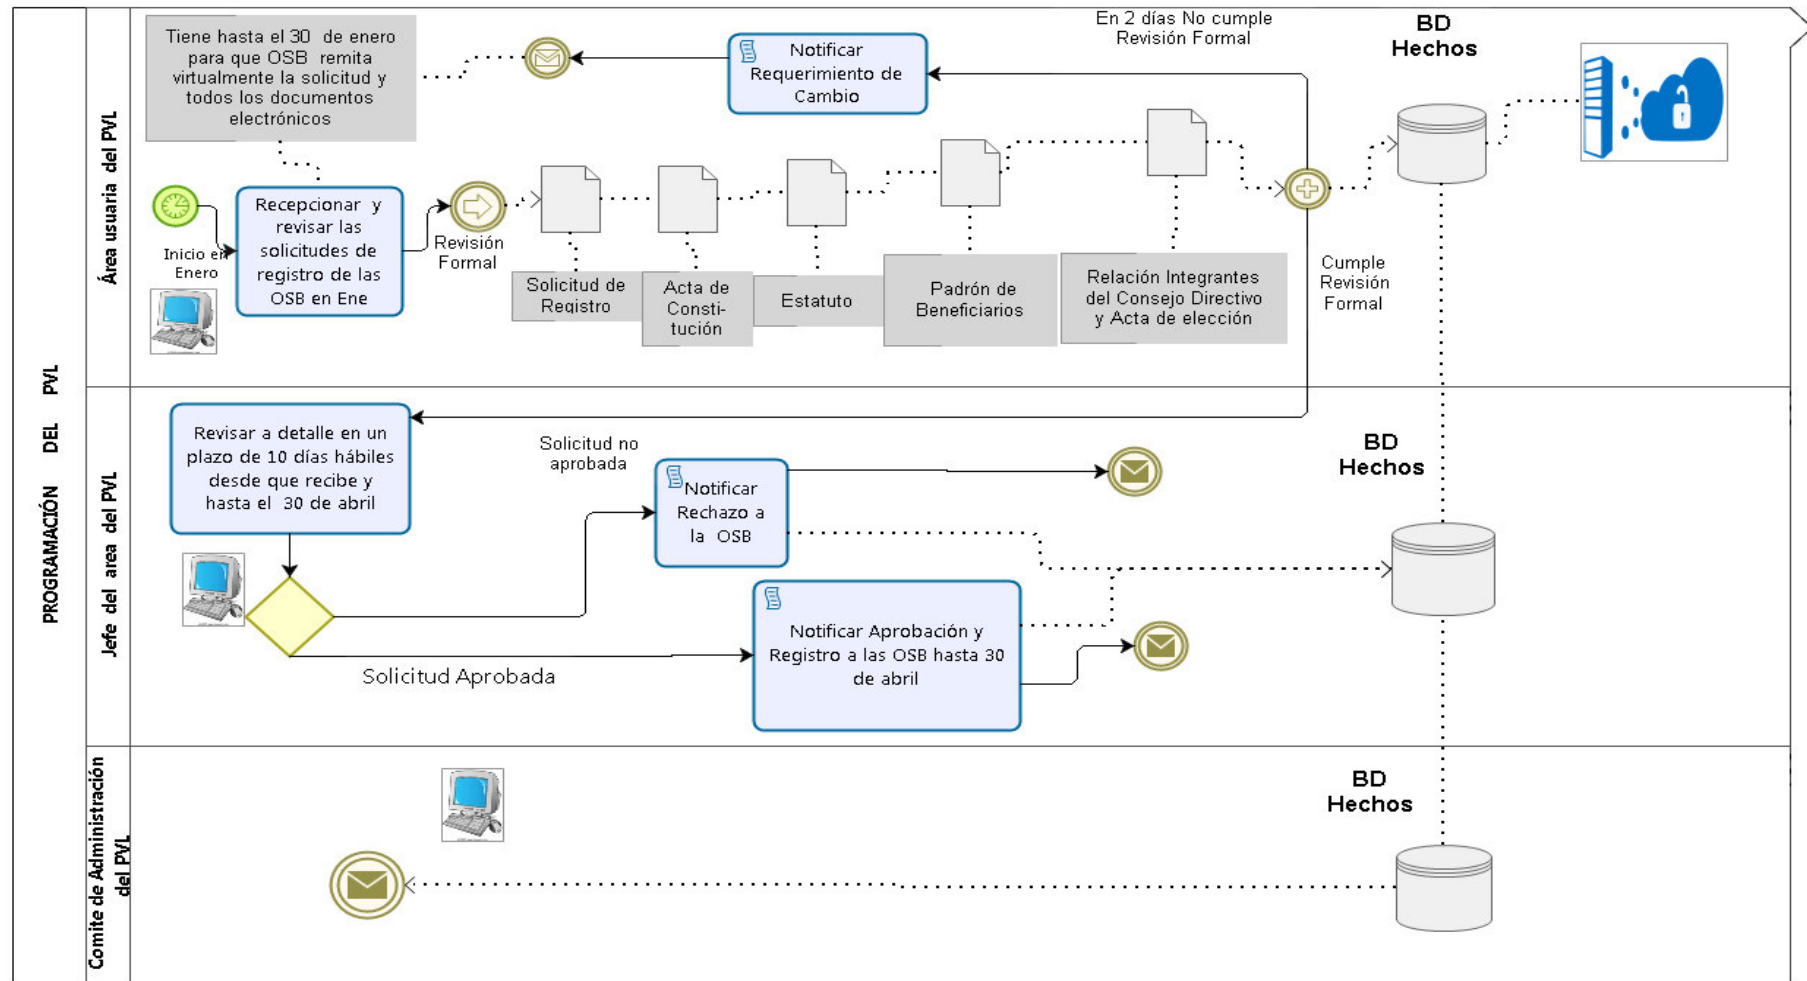 PROGRAMACIÓN DEL PVL
Área usuaria del PVL
Tiene hasta el 30 de enero
para que OSB remita
virtualmente la solicitud y
todos los documentos
electrónicos
Notificar
Requerimiento de
Cambio
En 2 días No cumple
Revisión Formal
BD
Hechos
Inicio en
Enero
Recepcionar y
revisar las
solicitudes de
registro de las
OSB en Ene
Revisión
Formal
Solicitud de
Registro
Acta de
Consti-
tución
Estatuto
Padrón de
Beneficiarios
Relación Integrantes
del Consejo Directivo
y Acta de elección
Cumple
Revisión
Formal
Jefe del area del PVL
Revisar a detalle en un
plazo de 10 días hábiles
desde que recibe y
hasta el 30 de abril
Solicitud no
aprobada
Notificar
Rechazo a
la OSB
BD
Hechos
Solicitud Aprobada
Notificar Aprobación y
Registro a las OSB hasta 30
de abril
Comite de Administración
del PVL
BD
Hechos